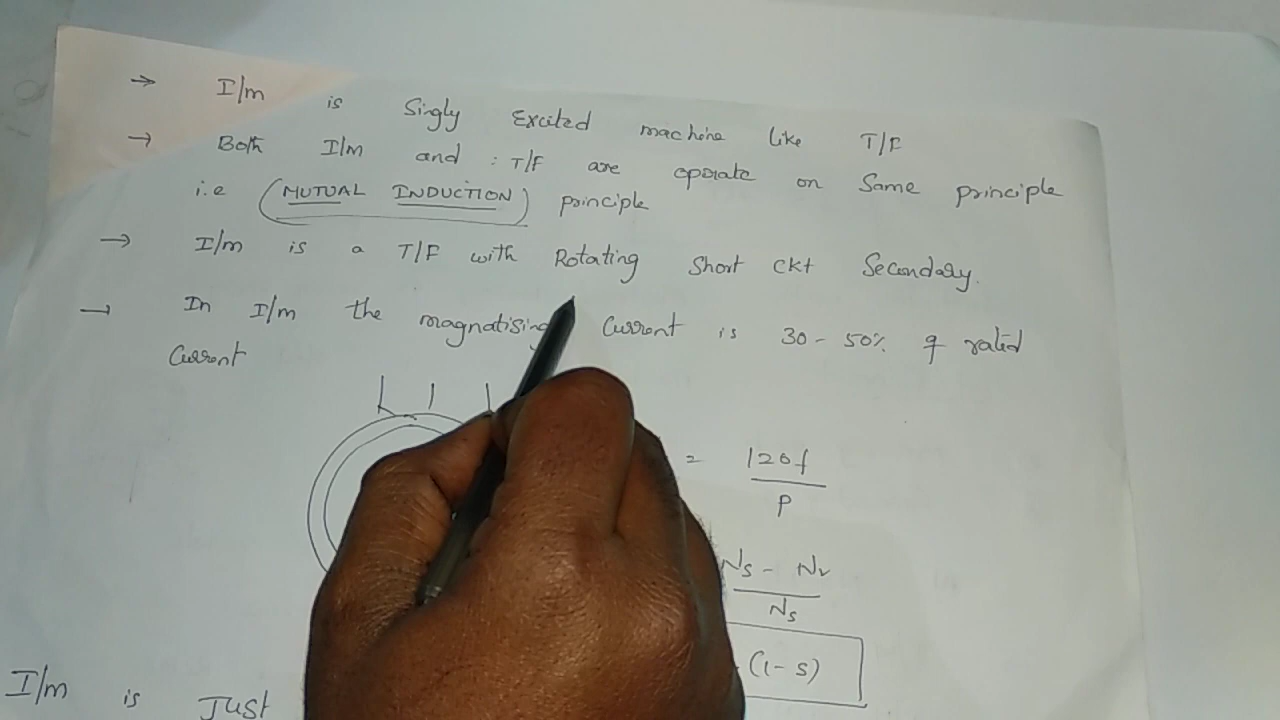 → I/m is Singly Excited machine like T/F
→ Both I/m and : T/F are operate on Same principle
i.e (MUTUAL INDUCTION) principle
→ I/m is a T/F with Rotating Short ckt Secondary.
→ In I/m the magnatising Current is 30 - 50% of rated
Current
= 120f
P
Ns - Nr
Ns
(1 - s)
I/m is Just